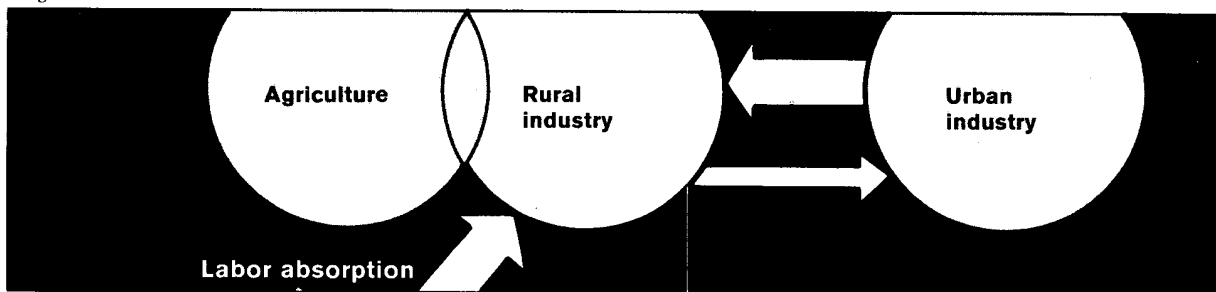 Agriculture
Rural
industry
Urban
industry
Labor absorption